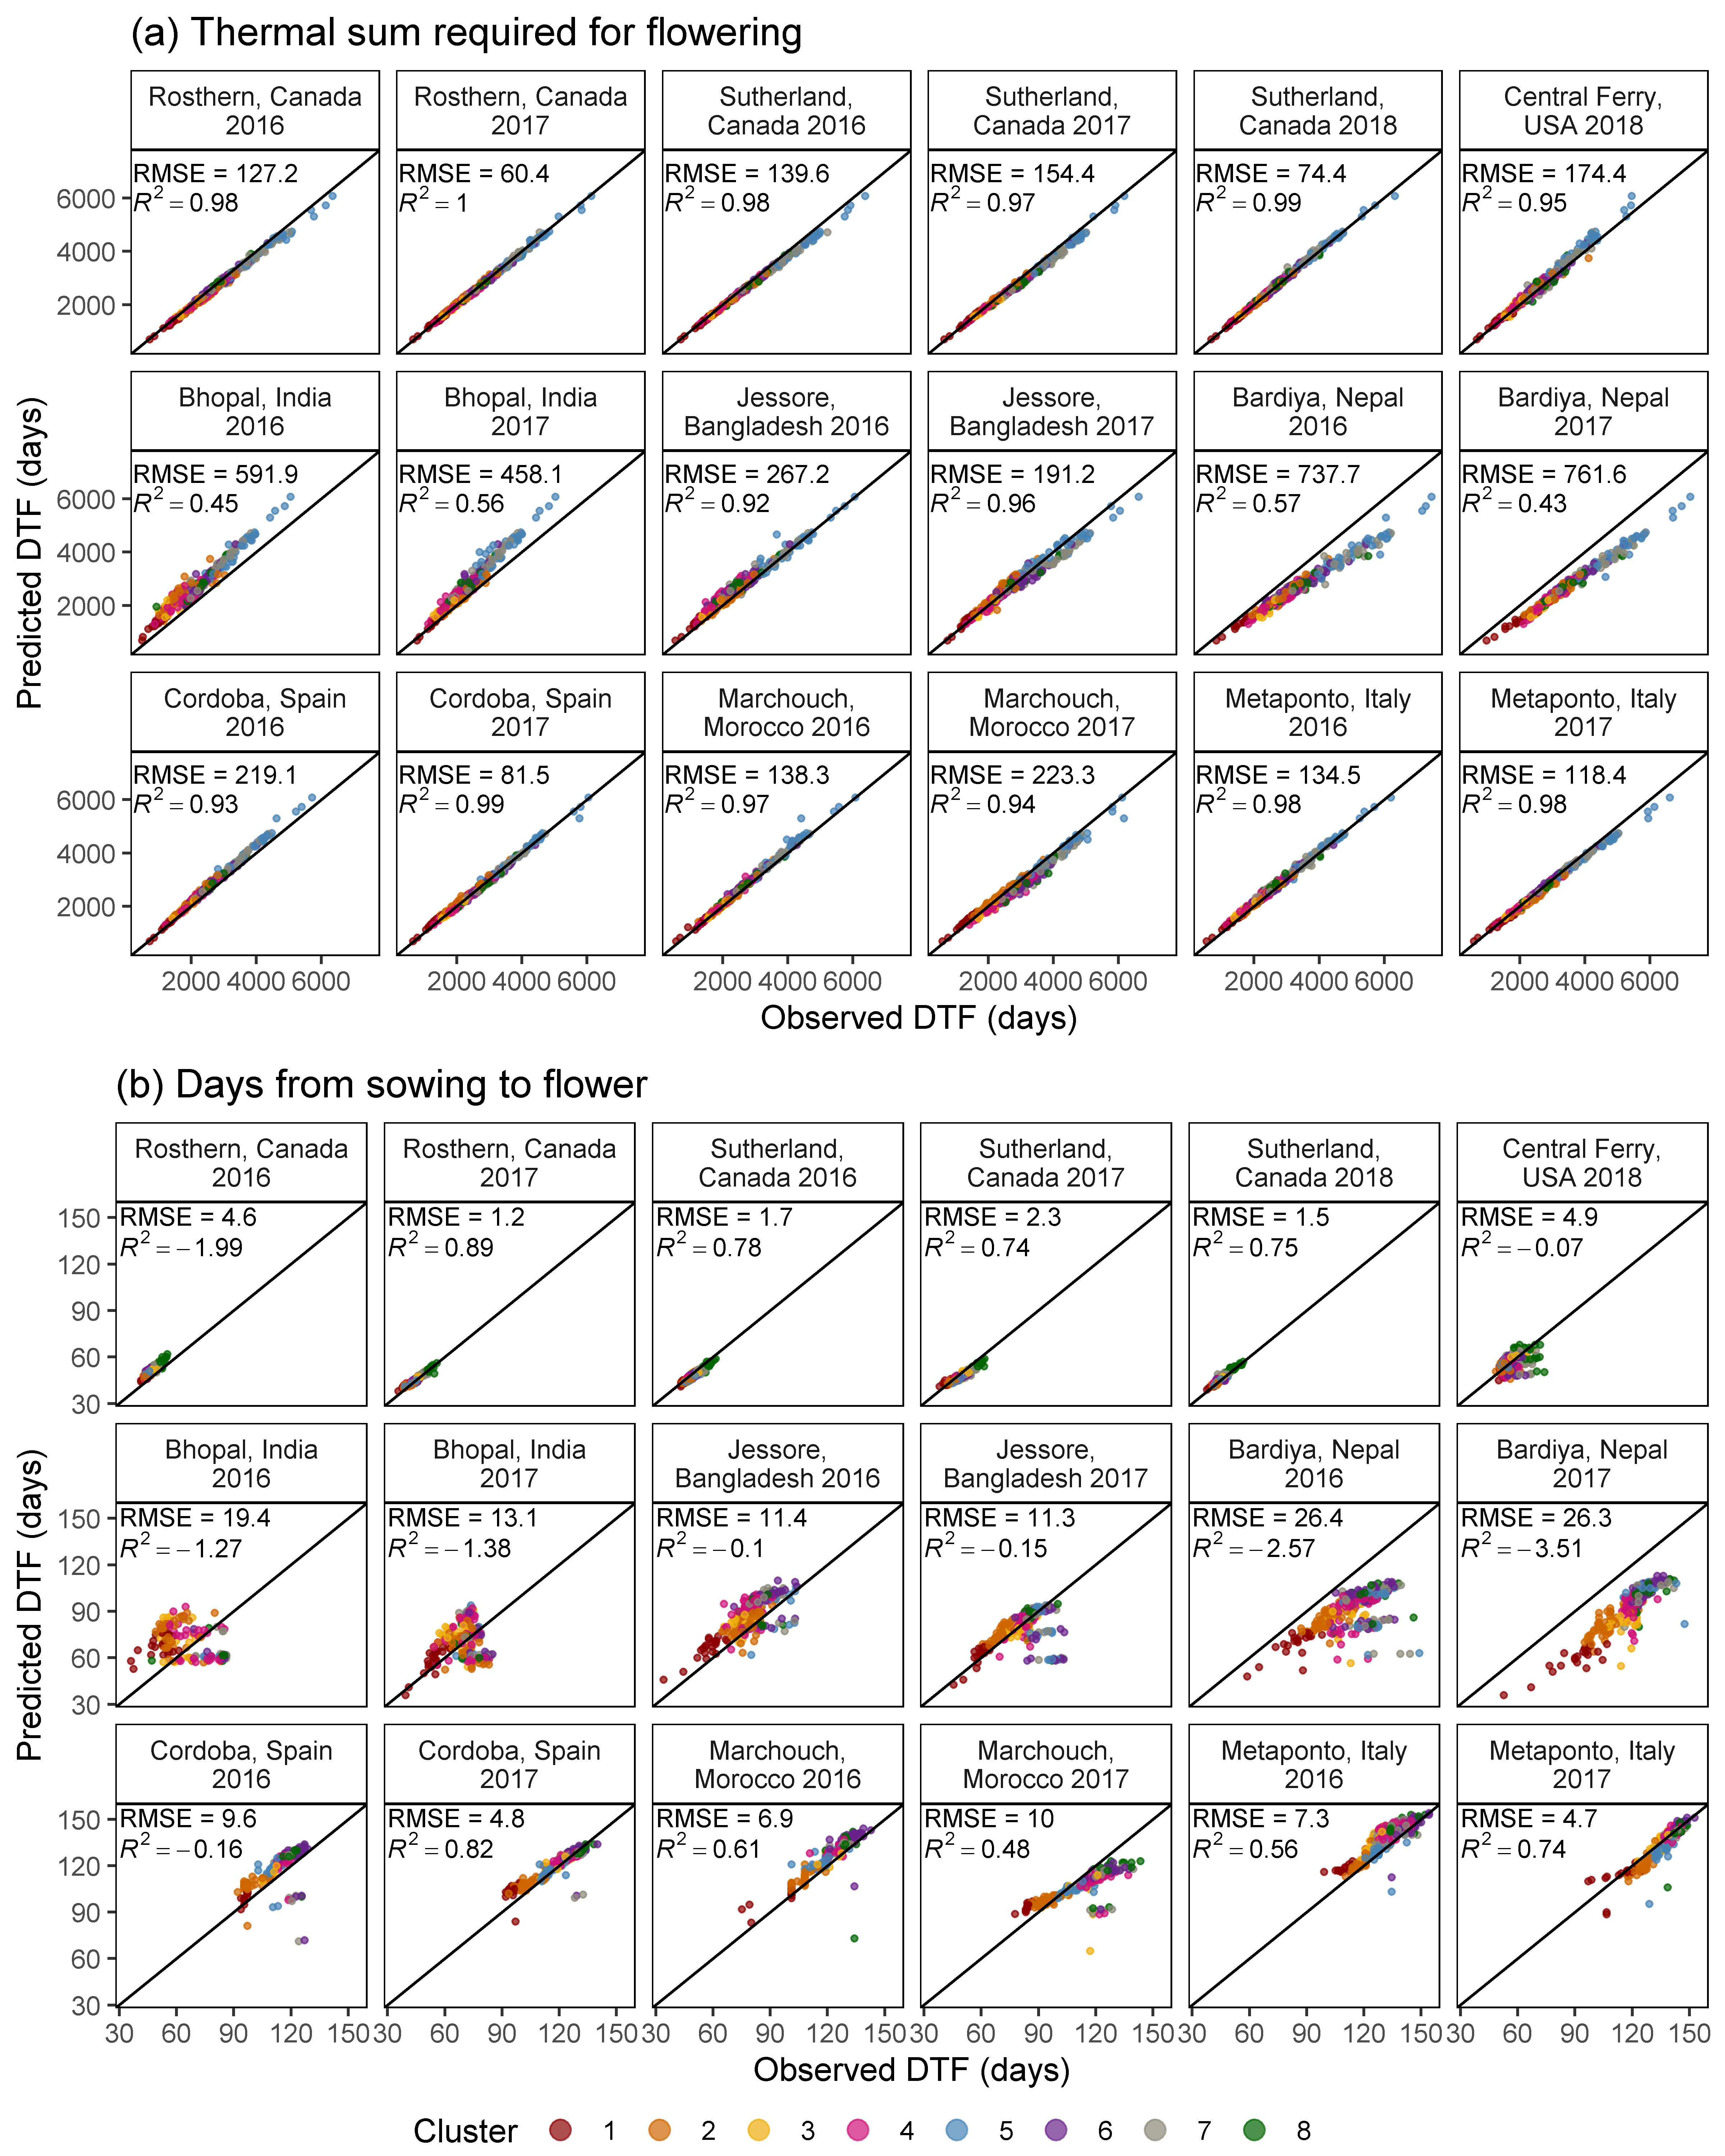 (a) Thermal sum required for flowering
Rosthern, Canada
2016
Rosthern, Canada
2017
Sutherland,
Canada 2016
Sutherland,
Canada 2017
Sutherland,
Canada 2018
Central Ferry,
USA 2018
RMSE = 127.2
R² = 0.98
RMSE = 60.4
R² = 1
RMSE = 139.6
R² = 0.98
RMSE = 154.4
R² = 0.97
RMSE = 74.4
R² = 0.99
RMSE = 174.4
R² = 0.95
6000
4000
2000
Bhopal, India
2016
Bhopal, India
2017
Jessore,
Bangladesh 2016
Jessore,
Bangladesh 2017
Bardiya, Nepal
2016
Bardiya, Nepal
2017
RMSE = 591.9
R² = 0.45
RMSE = 458.1
R² = 0.56
RMSE = 267.2
R² = 0.92
RMSE = 191.2
R² = 0.96
RMSE = 737.7
R² = 0.57
RMSE = 761.6
R² = 0.43
6000
4000
2000
Predicted DTF (days)
Cordoba, Spain
2016
Cordoba, Spain
2017
Marchouch,
Morocco 2016
Marchouch,
Morocco 2017
Metaponto, Italy
2016
Metaponto, Italy
2017
RMSE = 219.1
R² = 0.93
RMSE = 81.5
R² = 0.99
RMSE = 138.3
R² = 0.97
RMSE = 223.3
R² = 0.94
RMSE = 134.5
R² = 0.98
RMSE = 118.4
R² = 0.98
6000
4000
2000
2000 4000 6000 2000 4000 6000 2000 4000 6000 2000 4000 6000 2000 4000 6000 2000 4000 6000
Observed DTF (days)
(b) Days from sowing to flower
Rosthern, Canada
2016
Rosthern, Canada
2017
Sutherland,
Canada 2016
Sutherland,
Canada 2017
Sutherland,
Canada 2018
Central Ferry,
USA 2018
RMSE = 4.6
R² = −1.99
RMSE = 1.2
R² = 0.89
RMSE = 1.7
R² = 0.78
RMSE = 2.3
R² = 0.74
RMSE = 1.5
R² = 0.75
RMSE = 4.9
R² = −0.07
150
120
90
60
30
Bhopal, India
2016
Bhopal, India
2017
Jessore,
Bangladesh 2016
Jessore,
Bangladesh 2017
Bardiya, Nepal
2016
Bardiya, Nepal
2017
RMSE = 19.4
R² = −1.27
RMSE = 13.1
R² = −1.38
RMSE = 11.4
R² = −0.1
RMSE = 11.3
R² = −0.15
RMSE = 26.4
R² = −2.57
RMSE = 26.3
R² = −3.51
150
120
90
60
30
Predicted DTF (days)
Cordoba, Spain
2016
Cordoba, Spain
2017
Marchouch,
Morocco 2016
Marchouch,
Morocco 2017
Metaponto, Italy
2016
Metaponto, Italy
2017
RMSE = 9.6
R² = −0.16
RMSE = 4.8
R² = 0.82
RMSE = 6.9
R² = 0.61
RMSE = 10
R² = 0.48
RMSE = 7.3
R² = 0.56
RMSE = 4.7
R² = 0.74
150
120
90
60
30
30 60 90 120 150 30 60 90 120 150 30 60 90 120 150 30 60 90 120 150 30 60 90 120 150 30 60 90 120 150
Observed DTF (days)
Cluster 1 2 3 4 5 6 7 8